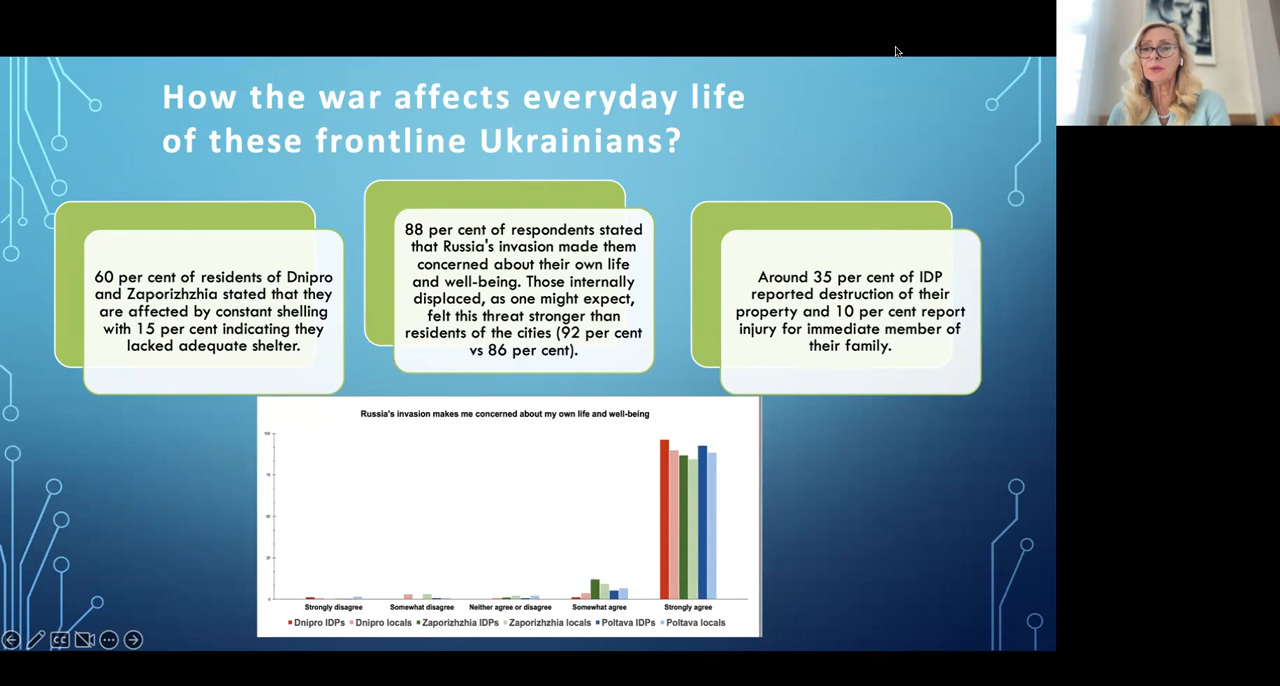 How the war affects everyday life
of these frontline Ukrainians?
60 per cent of residents of Dnipro
and Zaporizhzhia stated that they
are affected by constant shelling
with 15 per cent indicating they
lacked adequate shelter.
88 per cent of respondents stated
that Russia's invasion made them
concerned about their own life
and well-being. Those internally
displaced, as one might expect,
felt this threat stronger than
residents of the cities (92 per cent
vs 86 per cent).
Around 35 per cent of IDP
reported destruction of their
property and 10 per cent report
injury for immediate member of
their family.
Russia's invasion makes me concerned about my own life and well-being
100
75
50
25
0
Strongly disagree Somewhat disagree Neither agree or disagree Somewhat agree Strongly agree
Dnipro IDPs Dnipro locals Zaporizhzhia IDPs Zaporizhzhia locals Poltava IDPs Poltava locals
CC